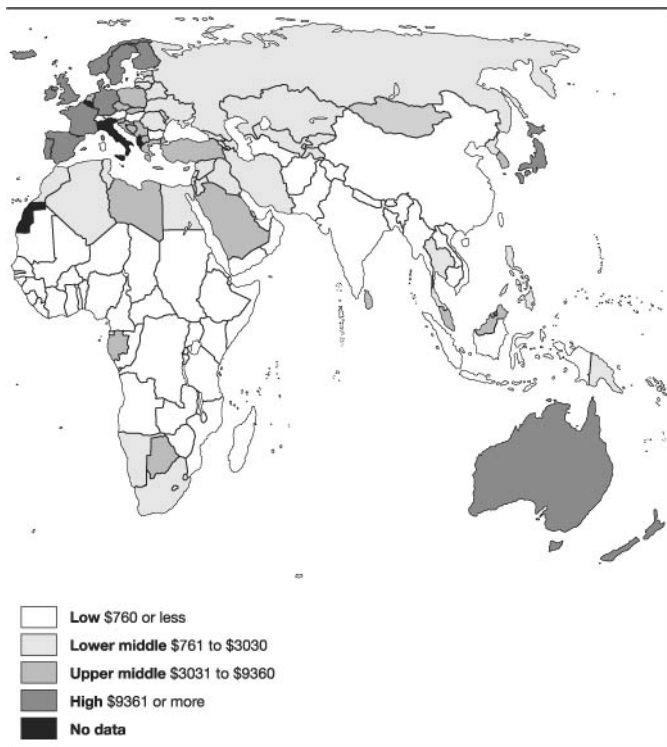 Low $760 or less
Lower middle $761 to $3030
Upper middle $3031 to $9360
High $9361 or more
No data